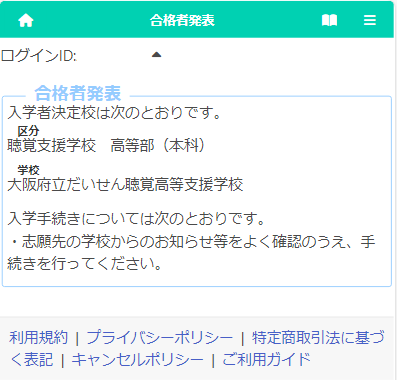 合格者発表
ログインID:
合格者発表
入学者決定校は次のとおりです。
区分
聴覚支援学校　高等部（本科）
学校
大阪府立だいせん聴覚高等支援学校
入学手続きについては次のとおりです。
・志願先の学校からのお知らせ等をよく確認のうえ、手
続きを行ってください。
利用規約 | プライバシーポリシー | 特定商取引法に基づ
く表記 | キャンセルポリシー | ご利用ガイド